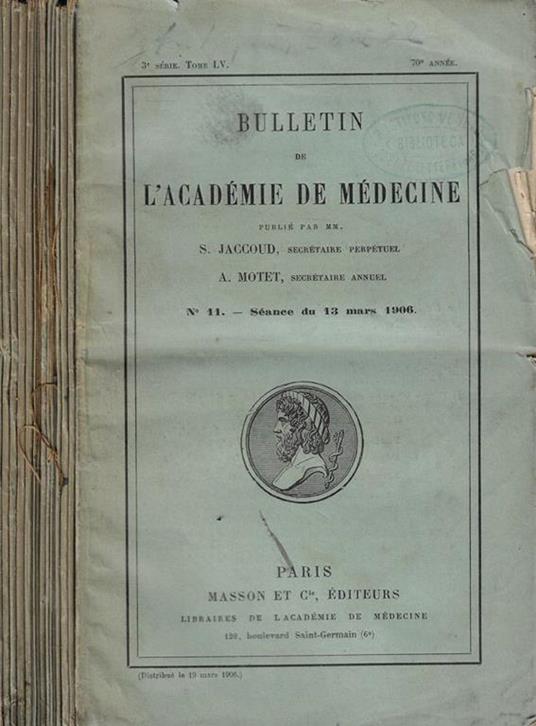 3e SÉRIE. TOME LV.
70e ANNÉE.
BULLETIN
DE
L'ACADÉMIE DE MÉDECINE
PUBLIÉ PAR MM.
S. JACCOUD, SECRÉTAIRE PERPÉTUEL
A. MOTET, SECRÉTAIRE ANNUEL
No 11. — Séance du 13 mars 1906.
PARIS
MASSON ET Cie, ÉDITEURS
LIBRAIRES DE L'ACADÉMIE DE MÉDECINE
120, boulevard Saint-Germain (6e)
(Distribué le 19 mars 1906.)